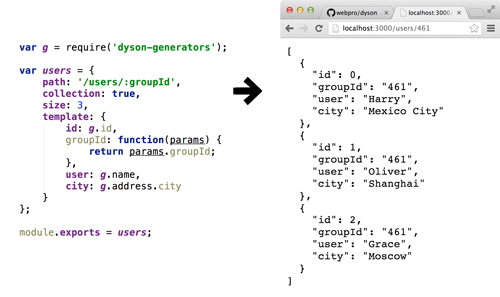 var g = require('dyson-generators');
var users = {
path: '/users/:groupId',
collection: true,
size: 3,
template: {
id: g.id,
groupId: function(params) {
return params.groupId;
},
user: g.name,
city: g.address.city
}
};
module.exports = users;
webpro/dyson
localhost:3000/users/
localhost:3000/users/461
[
{
"id": 0,
"groupId": "461",
"user": "Harry",
"city": "Mexico City"
},
{
"id": 1,
"groupId": "461",
"user": "Oliver",
"city": "Shanghai"
},
{
"id": 2,
"groupId": "461",
"user": "Grace",
"city": "Moscow"
}
]